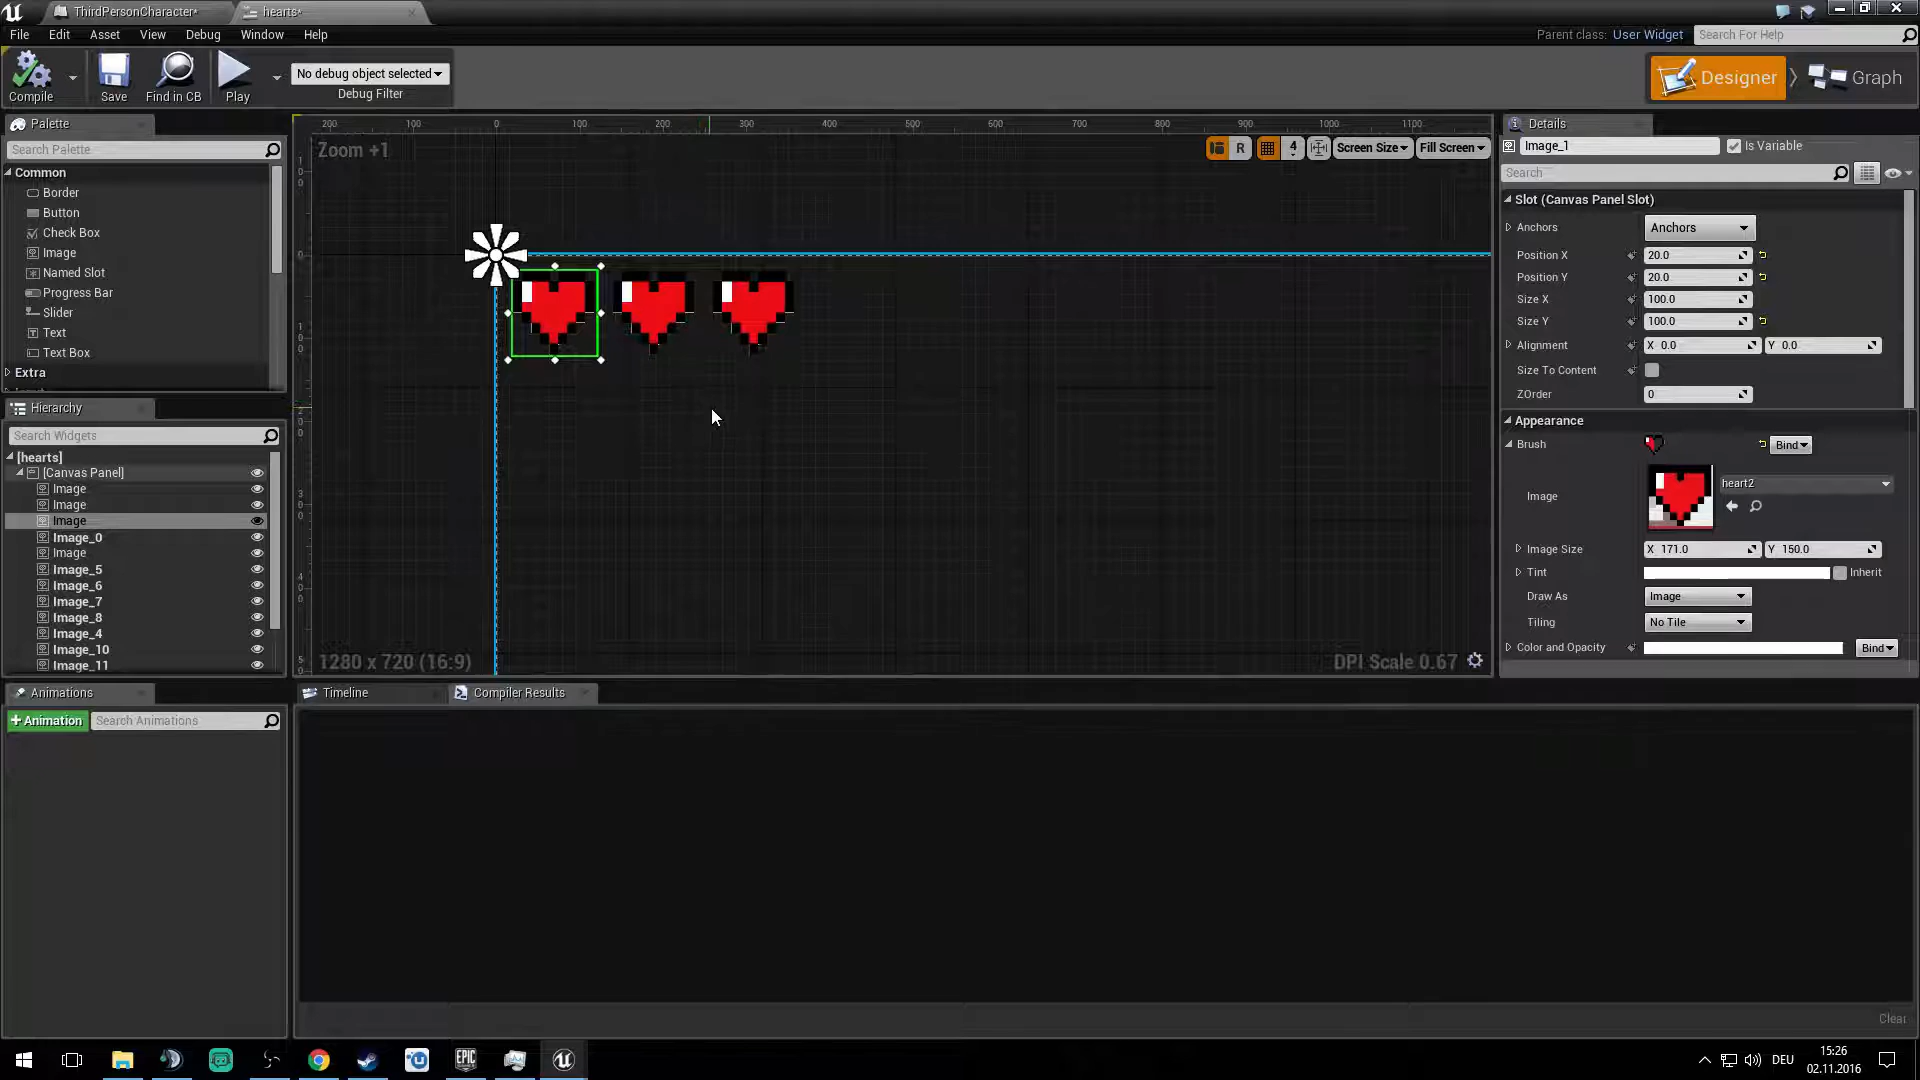 ThirdPersonCharacter*
hearts*
File Edit Asset View Debug Window Help
Parent class: User Widget
Search For Help
Compile
Save
Find in CB
Play
No debug object selected
Debug Filter
Designer
Graph
Palette
Search Palette
Common
Border
Button
Check Box
Image
Named Slot
Progress Bar
Slider
Text
Text Box
Extra
Hierarchy
Search Widgets
[hearts]
[Canvas Panel]
Image
Image
Image
Image_0
Image
Image_5
Image_6
Image_7
Image_8
Image_4
Image_10
Image_11
Animations
+ Animation
Search Animations
200 100 0 100 200 300 400 500 600 700 800 900 1000 1100
Zoom +1
R
4
Screen Size
Fill Screen
1280 x 720 (16:9)
DPI Scale 0.67
Timeline
Compiler Results
Clear
Details
Image_1
Is Variable
Search
Slot (Canvas Panel Slot)
Anchors Anchors
Position X 20.0
Position Y 20.0
Size X 100.0
Size Y 100.0
Alignment X 0.0 Y 0.0
Size To Content
ZOrder 0
Appearance
Brush Bind
Image heart2
Image Size X 171.0 Y 150.0
Tint Inherit
Draw As Image
Tiling No Tile
Color and Opacity Bind
EPIC
DEU
15:26
02.11.2016